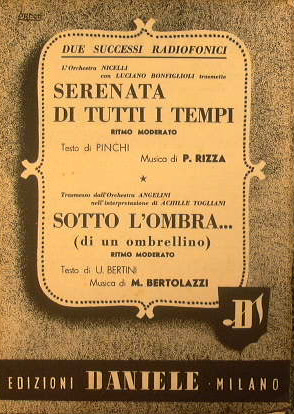 DUE SUCCESSI RADIOFONICI
L'Orchestra NICELLI
con LUCIANO BONFIGLIOLI trasmette
SERENATA
DI TUTTI I TEMPI
RITMO MODERATO
Testo di PINCHI
Musica di P. RIZZA
Trasmesso dall'Orchestra ANGELINI
nell'interpretazione di ACHILLE TOGLIANI
SOTTO L'OMBRA...
(di un ombrellino)
RITMO MODERATO
Testo di U. BERTINI
Musica di M. BERTOLAZZI
EDIZIONI DANIELE - MILANO